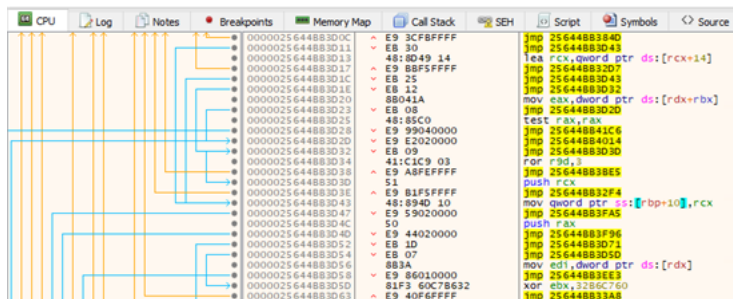 CPU Log Notes Breakpoints Memory Map Call Stack SEH Script Symbols Source
0000025644BB3D0C E9 3CFBFFFF jmp 25644BB384D
0000025644BB3D11 EB 30 jmp 25644BB3D43
0000025644BB3D13 48:8D49 14 lea rcx,qword ptr ds:[rcx+14]
0000025644BB3D17 E9 BBF5FFFF jmp 25644BB32D7
0000025644BB3D1C EB 25 jmp 25644BB3D43
0000025644BB3D1E EB 12 jmp 25644BB3D32
0000025644BB3D20 8B041A mov eax,dword ptr ds:[rdx+rbx]
0000025644BB3D23 EB 08 jmp 25644BB3D2D
0000025644BB3D25 48:85C0 test rax,rax
0000025644BB3D28 E9 99040000 jmp 25644BB41C6
0000025644BB3D2D E9 E2020000 jmp 25644BB4014
0000025644BB3D32 EB 09 jmp 25644BB3D3D
0000025644BB3D34 41:C1C9 03 ror r9d,3
0000025644BB3D38 E9 A8FEFFFF jmp 25644BB3BE5
0000025644BB3D3D 51 push rcx
0000025644BB3D3E E9 B1F5FFFF jmp 25644BB32F4
0000025644BB3D43 48:894D 10 mov qword ptr ss:[rbp+10],rcx
0000025644BB3D47 E9 59020000 jmp 25644BB3FA5
0000025644BB3D4C 50 push rax
0000025644BB3D4D E9 44020000 jmp 25644BB3F96
0000025644BB3D52 EB 1D jmp 25644BB3D71
0000025644BB3D54 EB 07 jmp 25644BB3D5D
0000025644BB3D56 8B3A mov edi,dword ptr ds:[rdx]
0000025644BB3D58 E9 86010000 jmp 25644BB3EE3
0000025644BB3D5D 81F3 60C7B632 xor ebx,32B6C760
0000025644BB3D63 E9 40F6FFFF jmp 25644BB33A8